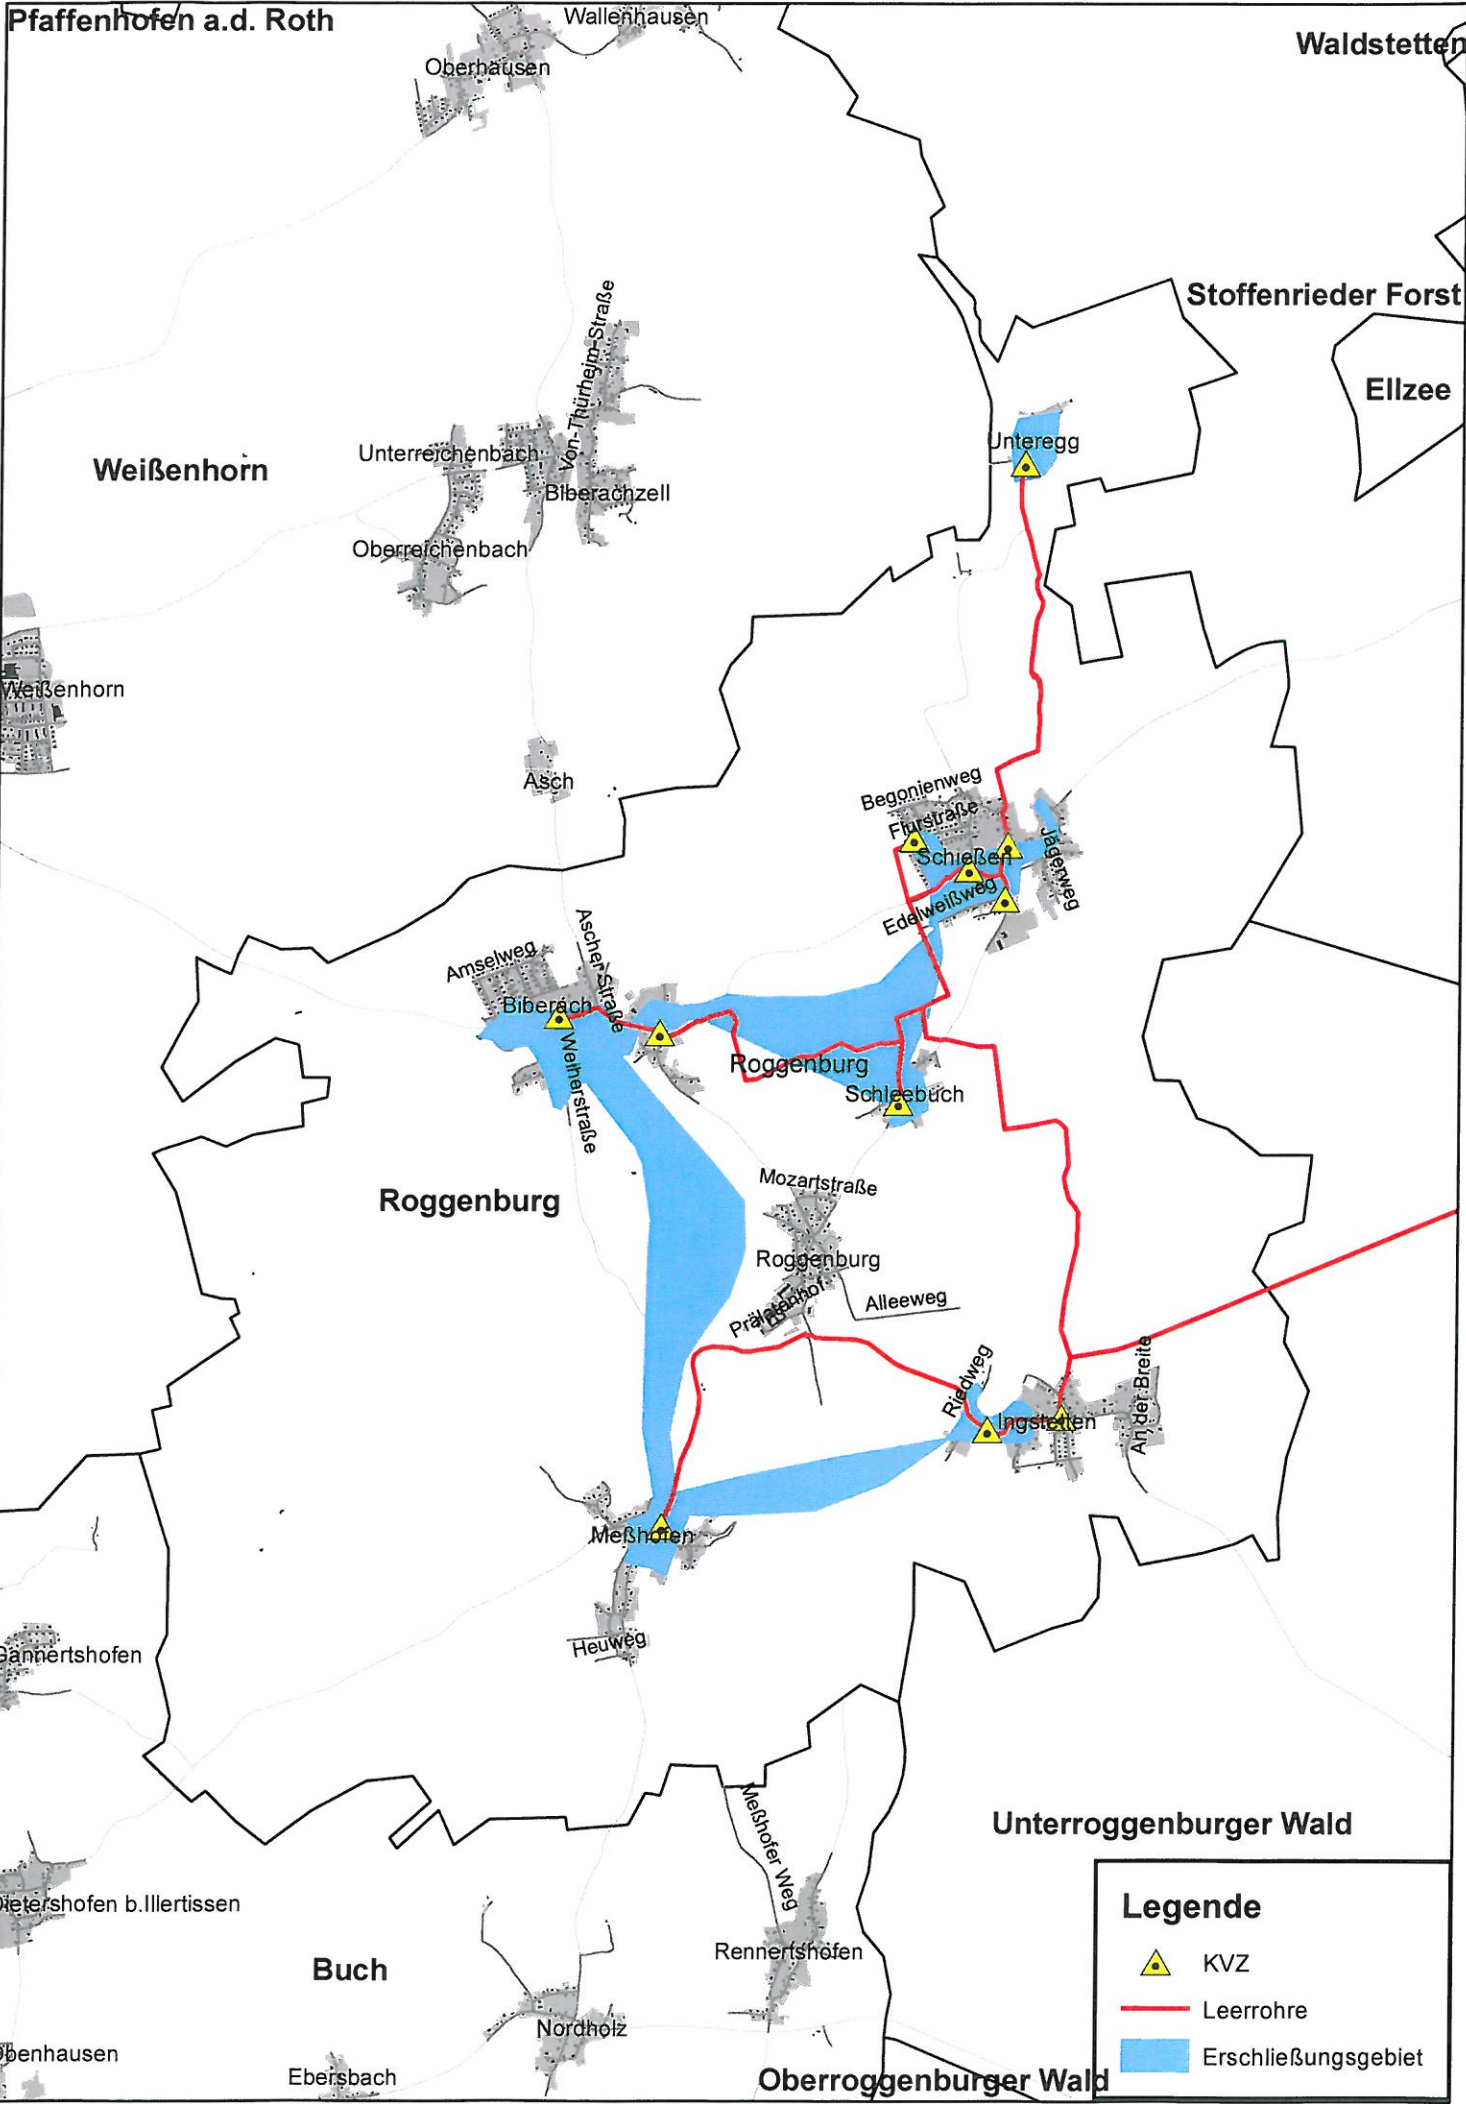 Pfaffenhofen a.d. Roth
Wallenhausen
Waldstetten
Oberhausen
Stoffenrieder Forst
Von-Thürheim-Straße
Ellzee
Unteregg
Unterreichenbach
Weißenhorn
Biberachzell
Oberreichenbach
Weißenhorn
Asch
Begonienweg
Flurstraße
Schießen
Jägerweg
Edelweißweg
Ascher Straße
Amselweg
Biberach
Weiherstraße
Roggenburg
Schleebuch
Mozartstraße
Roggenburg
Roggenburg
Prälatenhof
Alleeweg
Riedweg
An der Breite
Ingstetten
Meßhofen
Heuweg
Gannertshofen
Meßhofer Weg
Unterroggenburger Wald
Dietershofen b.Illertissen
Legende
Rennertshofen
KVZ
Buch
Leerrohre
Nordholz
Erschließungsgebiet
Ebersbach
Oberroggenburger Wald